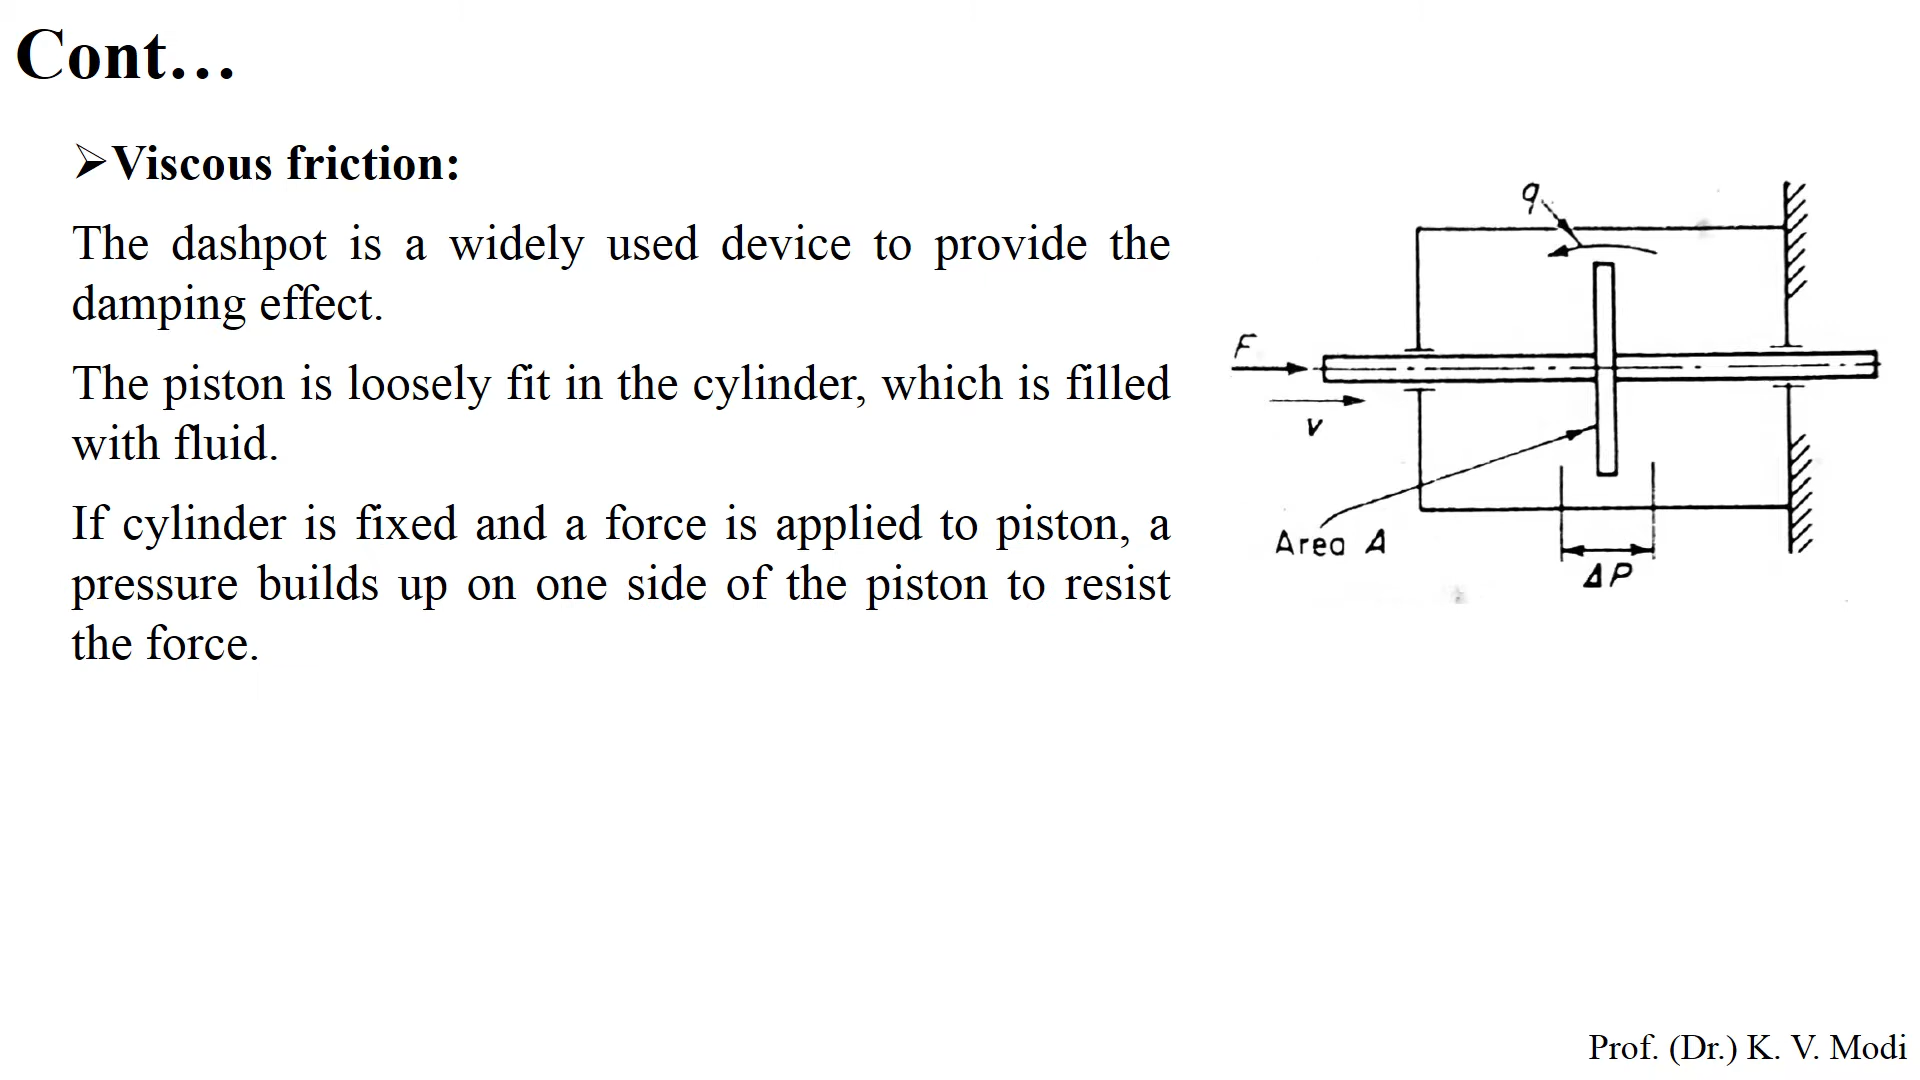 Cont…
➢Viscous friction:
The dashpot is a widely used device to provide the
damping effect.
The piston is loosely fit in the cylinder, which is filled
with fluid.
If cylinder is fixed and a force is applied to piston, a
pressure builds up on one side of the piston to resist
the force.
q
F
v
Area A
ΔP
Prof. (Dr.) K. V. Modi